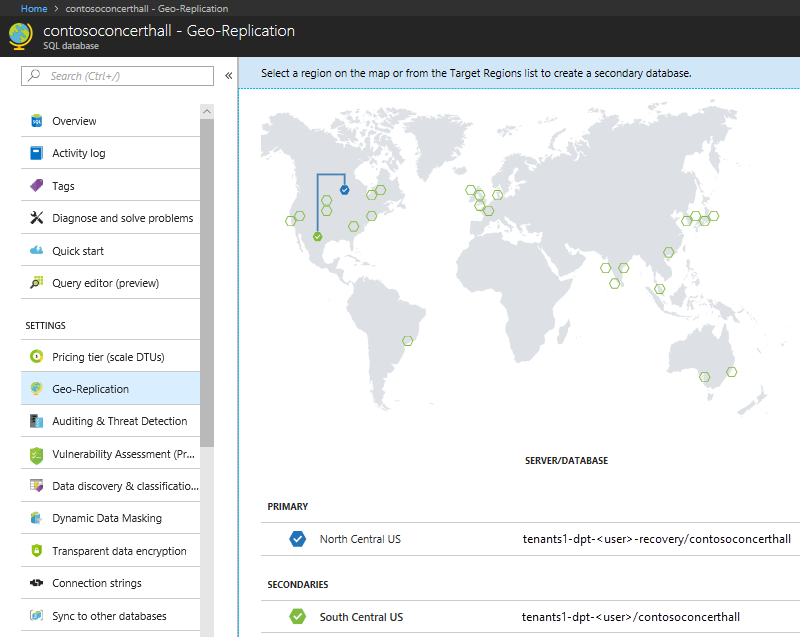 Home > contosoconcerthall - Geo-Replication
contosoconcerthall - Geo-Replication
SQL database
Search (Ctrl+/)
«
Select a region on the map or from the Target Regions list to create a secondary database.
Overview
Activity log
Tags
Diagnose and solve problems
Quick start
Query editor (preview)
SETTINGS
Pricing tier (scale DTUs)
Geo-Replication
Auditing & Threat Detection
Vulnerability Assessment (Pr...
Data discovery & classificatio...
Dynamic Data Masking
Transparent data encryption
Connection strings
Sync to other databases
SERVER/DATABASE
PRIMARY
North Central US tenants1-dpt-<user>-recovery/contosoconcerthall
SECONDARIES
South Central US tenants1-dpt-<user>/contosoconcerthall